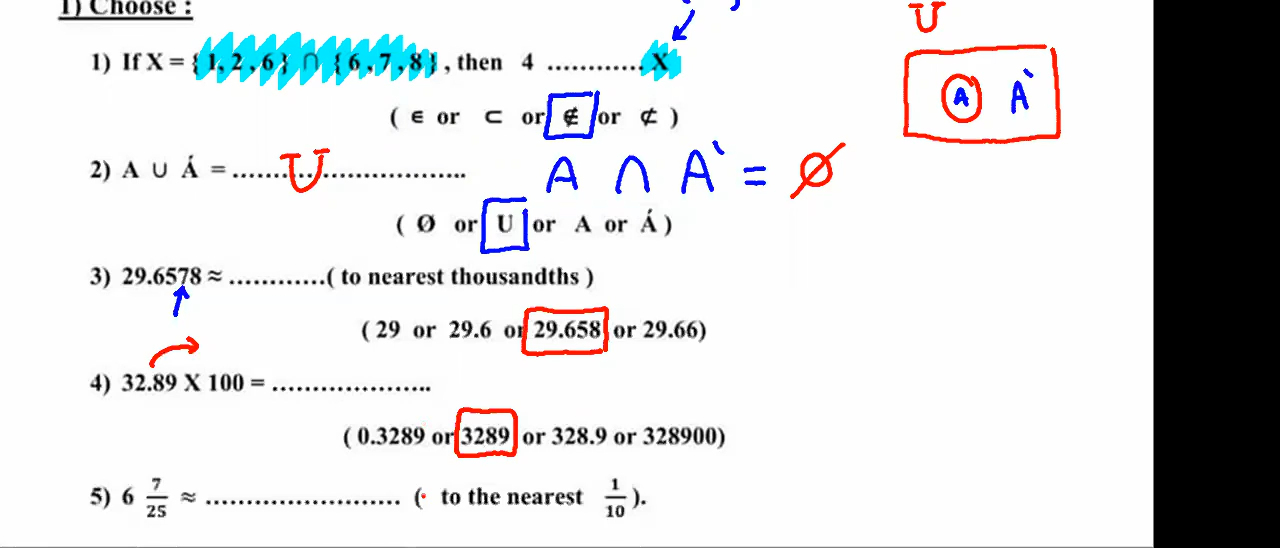 1) Choose :
U
1) If X = { 1, 2 , 6 } ∩ { 6 , 7 , 8 } , then 4 ............ X
A A`
( ∈ or ⊂ or ∉ or ⊄ )
2) A ∪ Á = ......U.................. A ∩ A` = Ø
( Ø or U or A or Á )
3) 29.6578 ≈ ............( to nearest thousandths )
( 29 or 29.6 or 29.658 or 29.66)
4) 32.89 X 100 = ....................
( 0.3289 or 3289 or 328.9 or 328900)
5) 6 7/25 ≈ ........................ ( to the nearest 1/10 ).